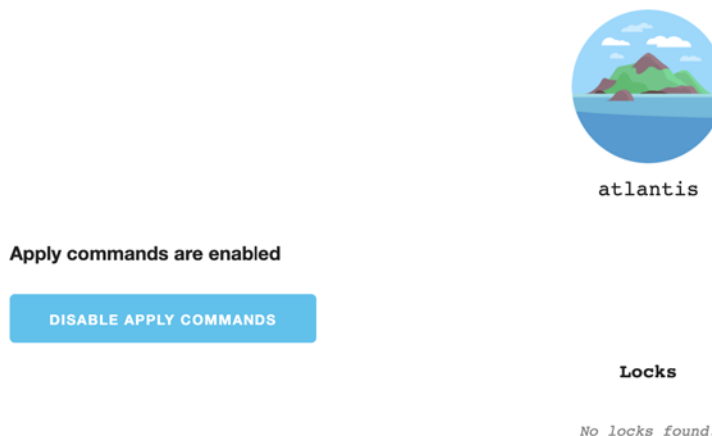 atlantis
Apply commands are enabled
DISABLE APPLY COMMANDS
Locks
No locks found.